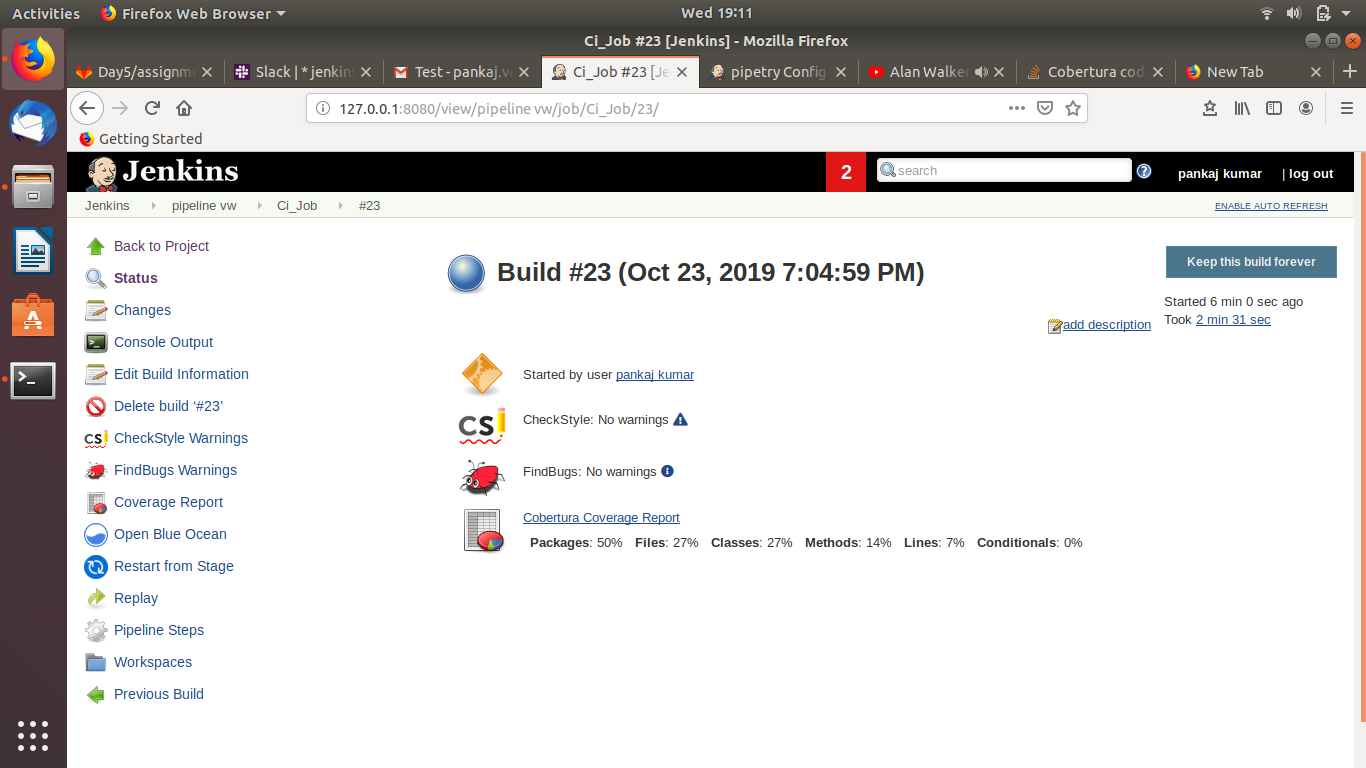 Activities Firefox Web Browser Wed 19:11
Ci_Job #23 [Jenkins] - Mozilla Firefox
Day5/assignm Slack | * jenkins Test - pankaj.v Ci_Job #23 [Je pipetry Config Alan Walker Cobertura cod New Tab
127.0.0.1:8080/view/pipeline vw/job/Ci_Job/23/
Getting Started
Jenkins 2 search ? pankaj kumar | log out
Jenkins pipeline vw Ci_Job #23 ENABLE AUTO REFRESH
Back to Project
Status
Changes
Console Output
Edit Build Information
Delete build ‘#23’
CheckStyle Warnings
FindBugs Warnings
Coverage Report
Open Blue Ocean
Restart from Stage
Replay
Pipeline Steps
Workspaces
Previous Build
Build #23 (Oct 23, 2019 7:04:59 PM)
Keep this build forever
Started 6 min 0 sec ago
Took 2 min 31 sec
add description
Started by user pankaj kumar
CheckStyle: No warnings
FindBugs: No warnings
Cobertura Coverage Report
Packages: 50% Files: 27% Classes: 27% Methods: 14% Lines: 7% Conditionals: 0%